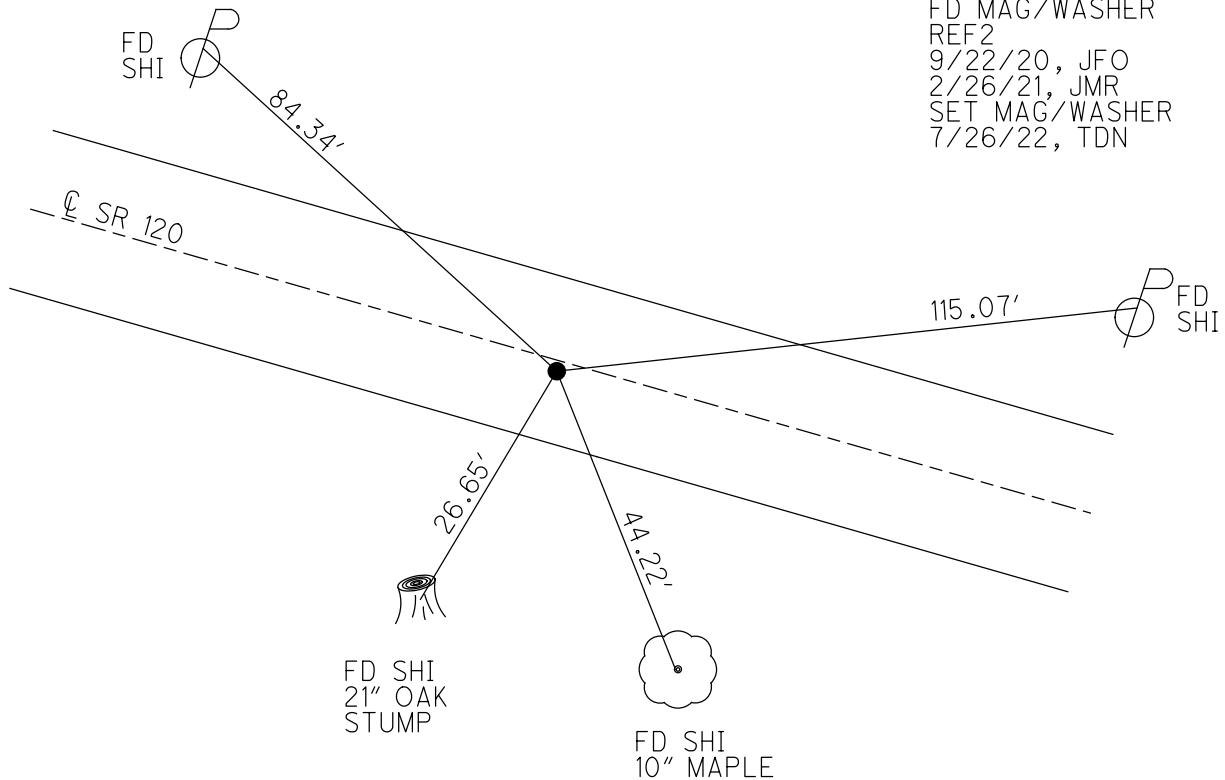 FD MAG/WASHER
REF2
9/22/20, JFO
2/26/21, JMR
SET MAG/WASHER
7/26/22, TDN
FD
SHI
84.34'
℄ SR 120
115.07'
FD
SHI
26.65'
44.22'
FD SHI
21" OAK
STUMP
FD SHI
10" MAPLE